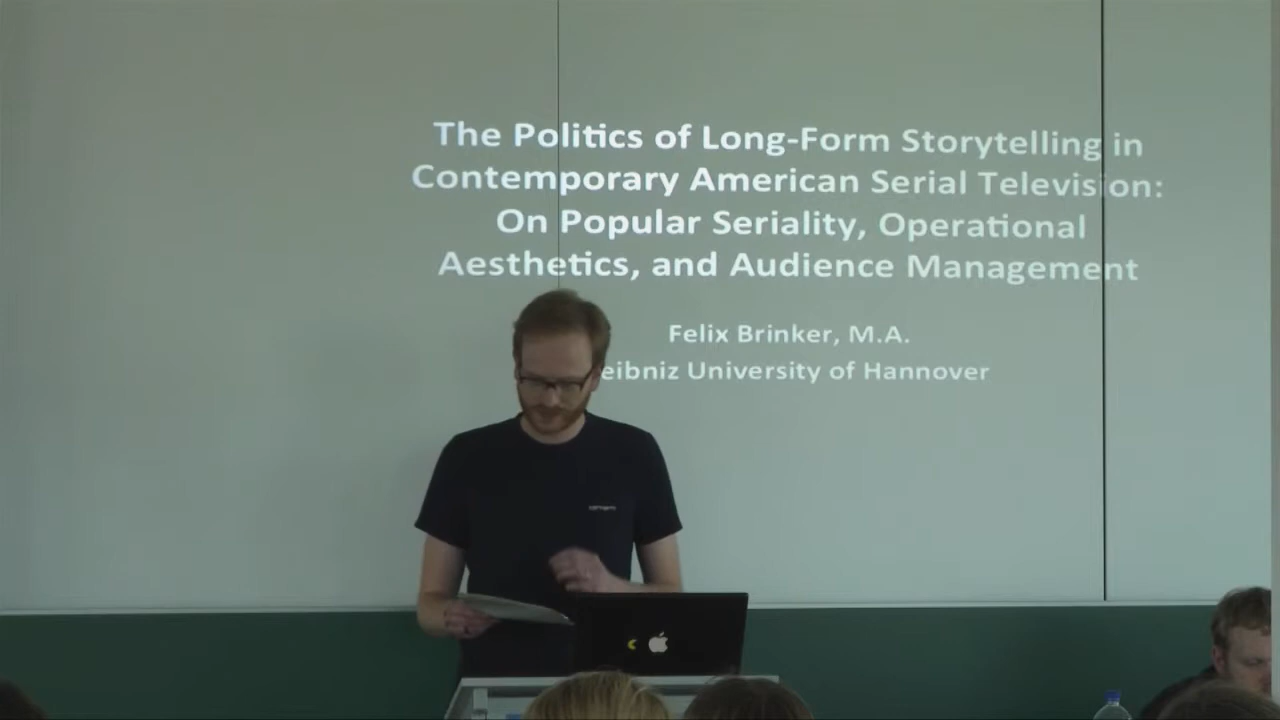 The Politics of Long-Form Storytelling in
Contemporary American Serial Television:
On Popular Seriality, Operational
Aesthetics, and Audience Management
Felix Brinker, M.A.
eibniz University of Hannover